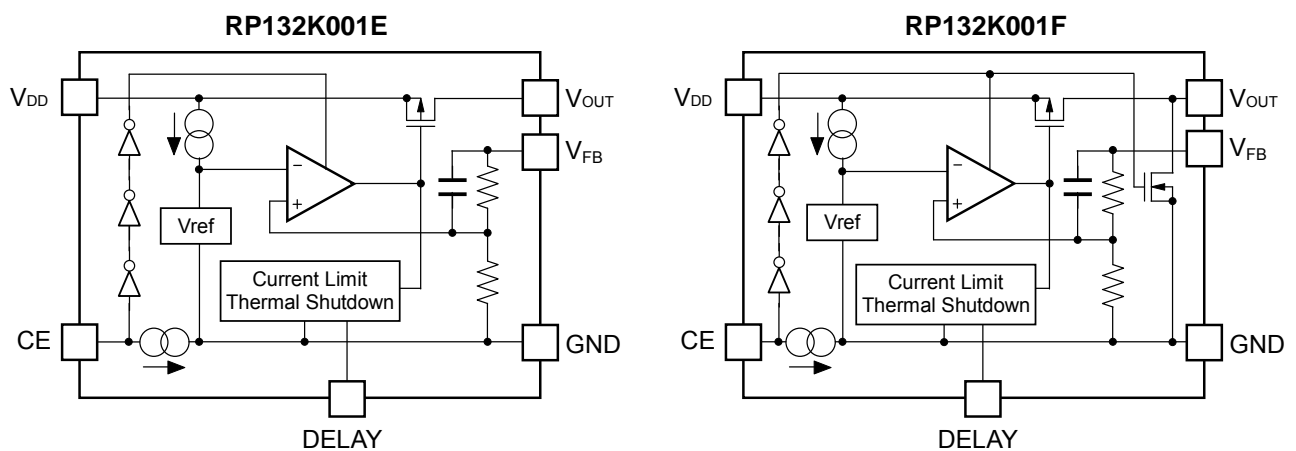 RP132K001E
VDD
VOUT
VFB
−
+
Vref
Current Limit
Thermal Shutdown
CE
GND
DELAY
RP132K001F
VDD
VOUT
VFB
−
+
Vref
Current Limit
Thermal Shutdown
CE
GND
DELAY